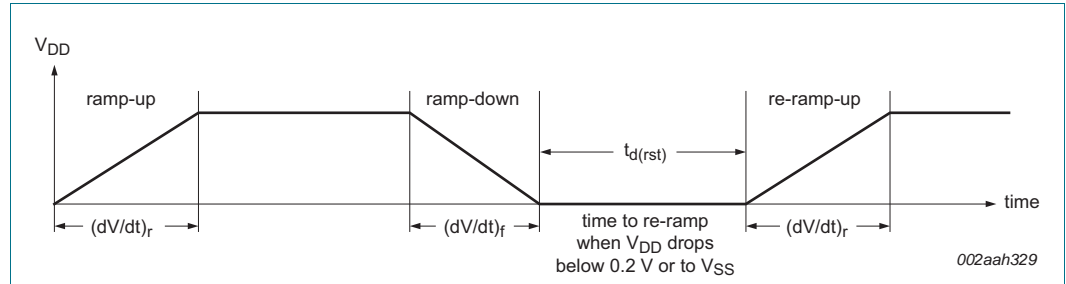 VDD
ramp-up
ramp-down
re-ramp-up
td(rst)
time
(dV/dt)r
(dV/dt)f
time to re-ramp
when VDD drops
below 0.2 V or to VSS
(dV/dt)r
002aah329